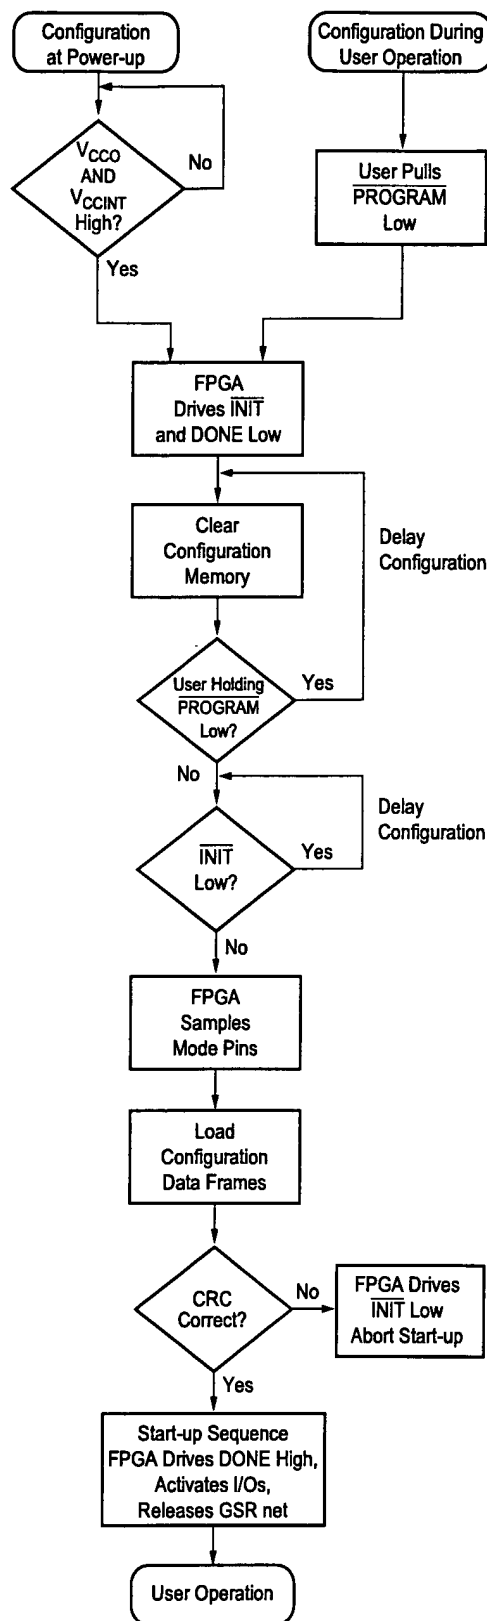 Configuration
at Power-up
Configuration During
User Operation
VCCO
AND
VCCINT
High?
No
User Pulls
PROGRAM
Low
Yes
FPGA
Drives INIT
and DONE Low
Clear
Configuration
Memory
Delay
Configuration
User Holding
PROGRAM
Low?
Yes
No
Delay
Configuration
INIT
Low?
Yes
No
FPGA
Samples
Mode Pins
Load
Configuration
Data Frames
CRC
Correct?
No
FPGA Drives
INIT Low
Abort Start-up
Yes
Start-up Sequence
FPGA Drives DONE High,
Activates I/Os,
Releases GSR net
User Operation